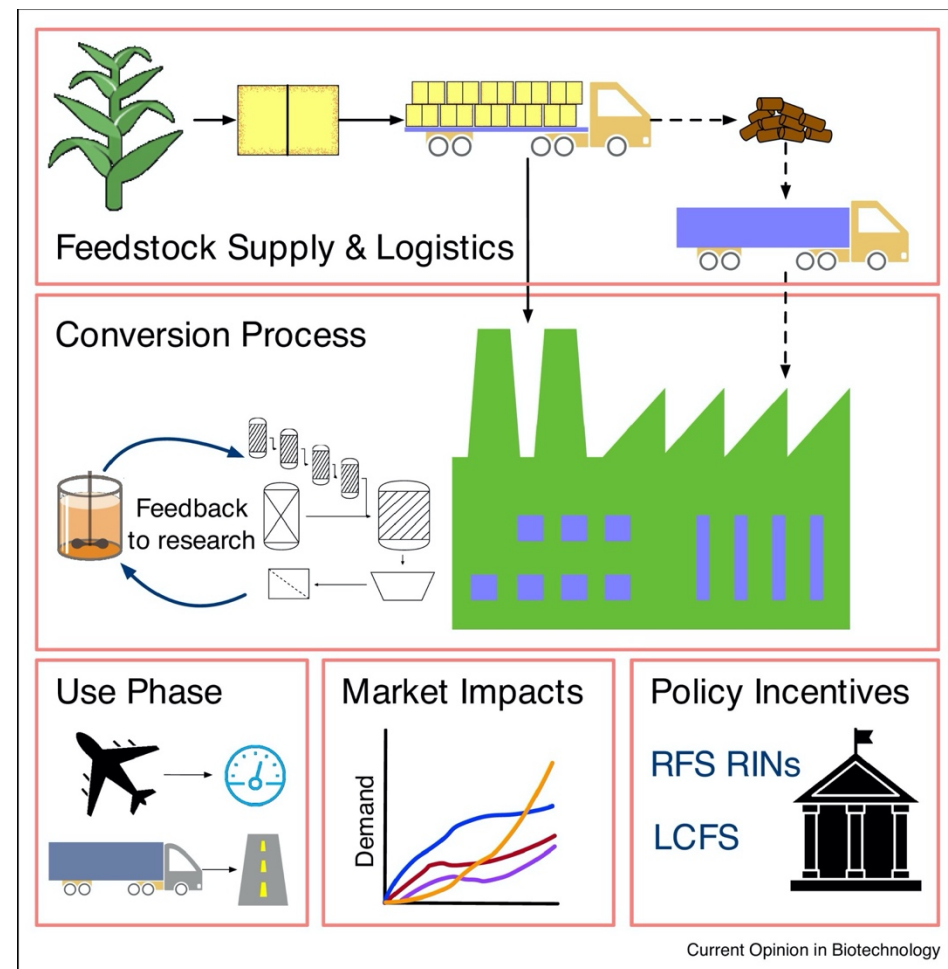 Feedstock Supply & Logistics
Conversion Process
Feedback
to research
Use Phase
Market Impacts
Demand
Policy Incentives
RFS RINs
LCFS
Current Opinion in Biotechnology